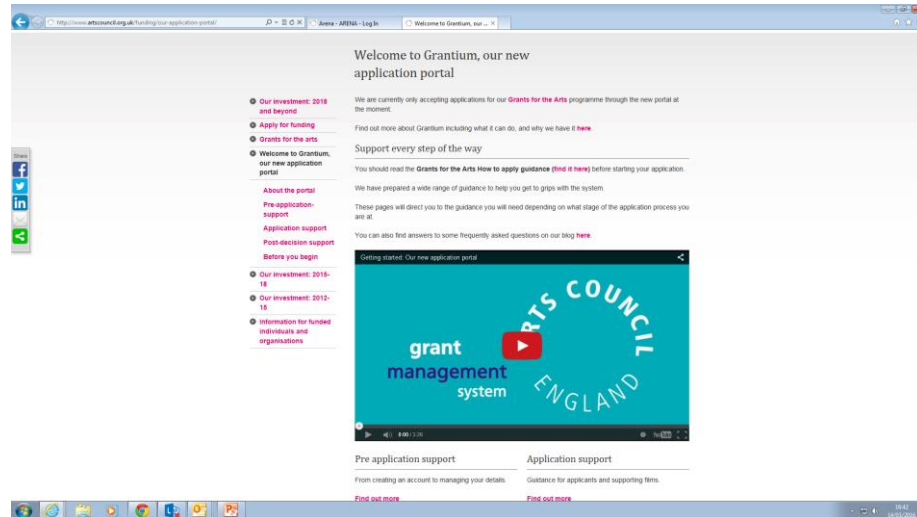 http://www.artscouncil.org.uk/funding/our-application-portal/
Arena - ARENA - Log In
Welcome to Grantium, our ...
Welcome to Grantium, our new
application portal
Our investment: 2018
and beyond
Apply for funding
Grants for the arts
Welcome to Grantium,
our new application
portal
About the portal
Pre-application-
support
Application support
Post-decision support
Before you begin
Our investment: 2015-
18
Our investment: 2012-
15
Information for funded
individuals and
organisations
Share
We are currently only accepting applications for our Grants for the Arts programme through the new portal at
the moment.
Find out more about Grantium including what it can do, and why we have it here.
Support every step of the way
You should read the Grants for the Arts How to apply guidance (find it here) before starting your application.
We have prepared a wide range of guidance to help you get to grips with the system.
These pages will direct you to the guidance you will need depending on what stage of the application process you
are at.
You can also find answers to some frequently asked questions on our blog here.
Getting started: Our new application portal
grant
management
system
ARTS COUNCIL
ENGLAND
0:00 / 3:26
Pre application support
From creating an account to managing your details.
Find out more
Application support
Guidance for applicants and supporting films.
Find out more
16:42
14/01/2016